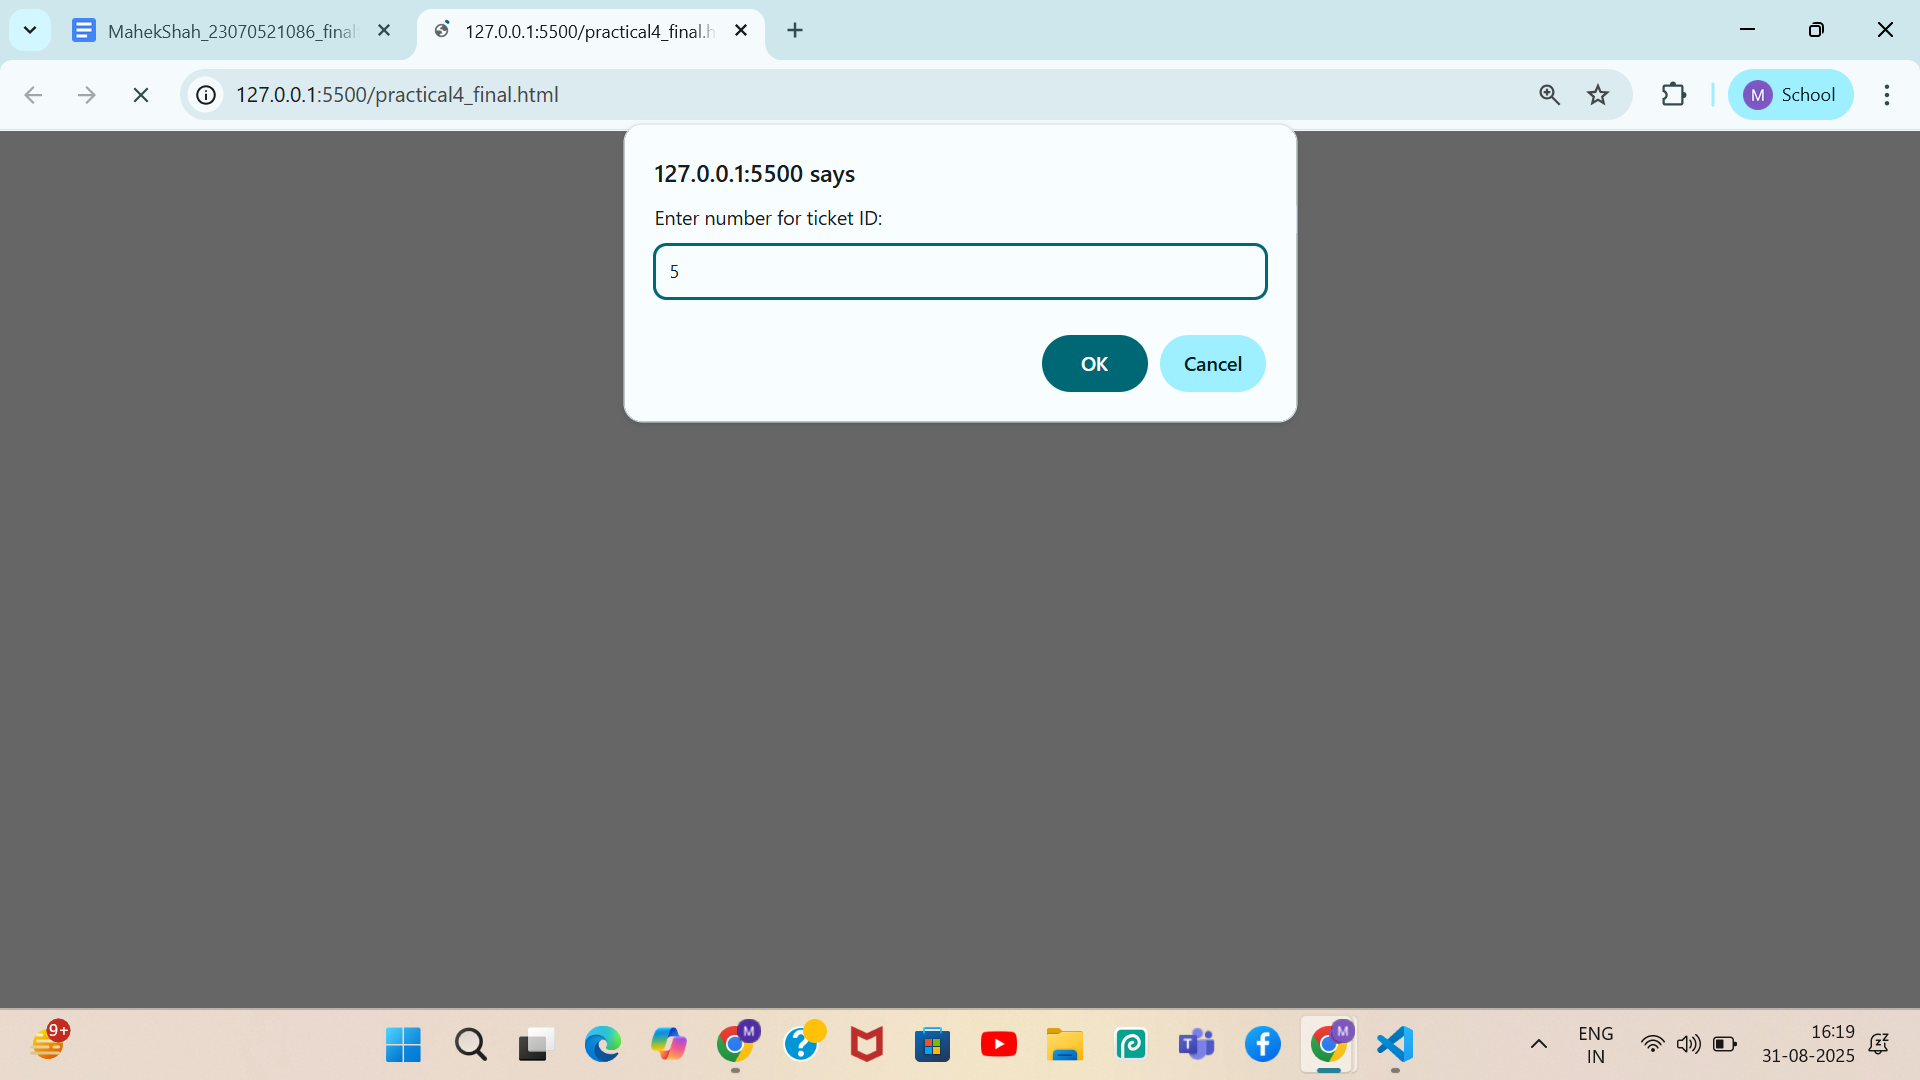 MahekShah_23070521086_final
127.0.0.1:5500/practical4_final.h
127.0.0.1:5500/practical4_final.html
M School
127.0.0.1:5500 says
Enter number for ticket ID:
5
OK
Cancel
9+
M
M
ENG
IN
16:19
31-08-2025